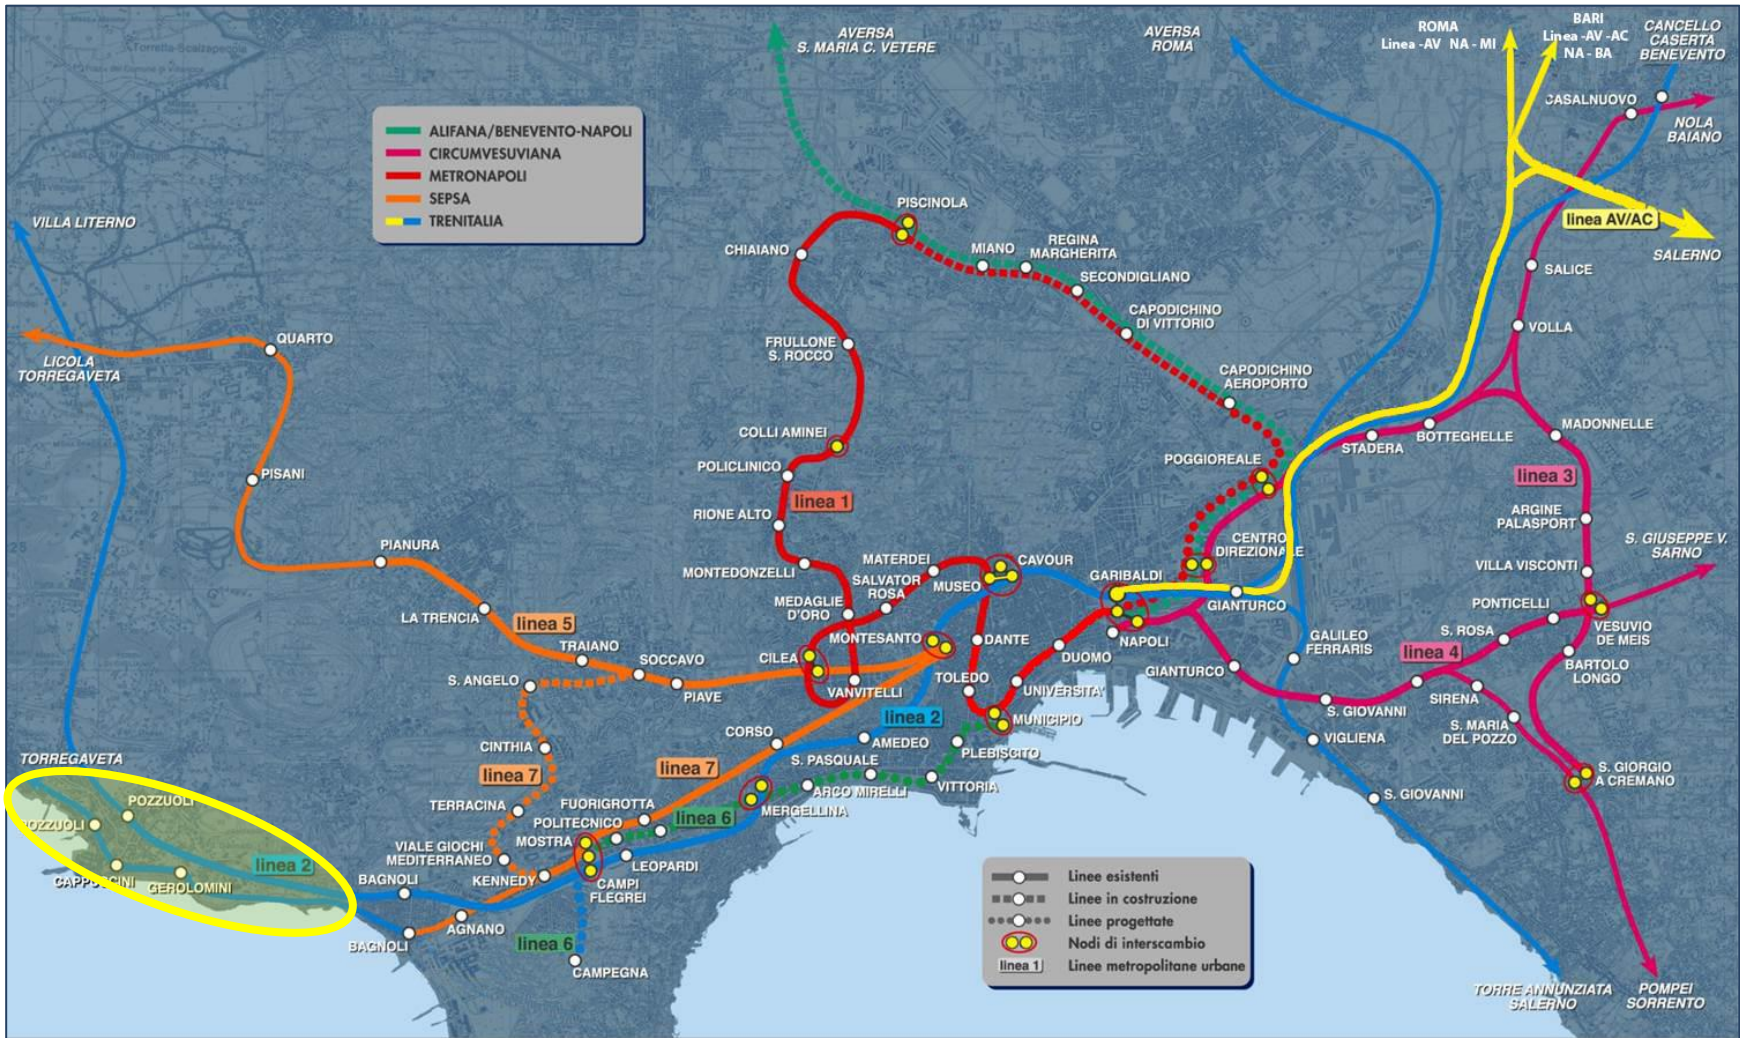 AVERSA
S. MARIA C. VETERE
AVERSA
ROMA
ROMA
Linea -AV NA - MI
BARI
Linea -AV -AC
NA - BA
CANCELLO
CASERTA
BENEVENTO
CASALNUOVO
NOLA
BAIANO
ALIFANA/BENEVENTO-NAPOLI
CIRCUMVESUVIANA
METRONAPOLI
SEPSA
TRENITALIA
VILLA LITERNO
linea AV/AC
SALERNO
PISCINOLA
CHIAIANO
MIANO
REGINA
MARGHERITA
SECONDIGLIANO
CAPODICHINO
DI VITTORIO
SALICE
VOLLA
QUARTO
LICOLA
TORREGAVETA
FRULLONE
S. ROCCO
CAPODICHINO
AEROPORTO
COLLI AMINEI
POLICLINICO
linea 1
RIONE ALTO
POGGIOREALE
STADERA
BOTTEGHELLE
MADONNELLE
linea 3
ARGINE
PALASPORT
PISANI
PIANURA
MONTEDONZELLI
MATERDEI
SALVATOR
ROSA
MUSEO
CAVOUR
CENTRO
DIREZIONALE
GARIBALDI
GIANTURCO
VILLA VISCONTI
S. GIUSEPPE V.
SARNO
PONTICELLI
VESUVIO
DE MEIS
S. ROSA
LA TRENCIA
linea 5
TRAIANO
SOCCAVO
S. ANGELO
PIAVE
MEDAGLIE
D'ORO
MONTESANTO
CILEA
VANVITELLI
DANTE
TOLEDO
NAPOLI
DUOMO
UNIVERSITA'
MUNICIPIO
GIANTURCO
GALILEO
FERRARIS
linea 4
BARTOLO
LONGO
SIRENA
S. GIOVANNI
S. MARIA
DEL POZZO
VIGLIENA
S. GIORGIO
A CREMANO
S. GIOVANNI
linea 2
CORSO
AMEDEO
S. PASQUALE
PLEBISCITO
VITTORIA
ARCO MIRELLI
MERGELLINA
CINTHIA
linea 7
linea 7
TERRACINA
FUORIGROTTA
POLITECNICO
MOSTRA
linea 6
LEOPARDI
VIALE GIOCHI
MEDITERRANEO
KENNEDY
CAMPI
FLEGREI
TORREGAVETA
POZZUOLI
POZZUOLI
CAPPUCCINI
GEROLOMINI
linea 2
BAGNOLI
BAGNOLI
AGNANO
linea 6
CAMPEGNA
Linee esistenti
Linee in costruzione
Linee progettate
Nodi di interscambio
linea 1 Linee metropolitane urbane
TORRE ANNUNZIATA
SALERNO
POMPEI
SORRENTO